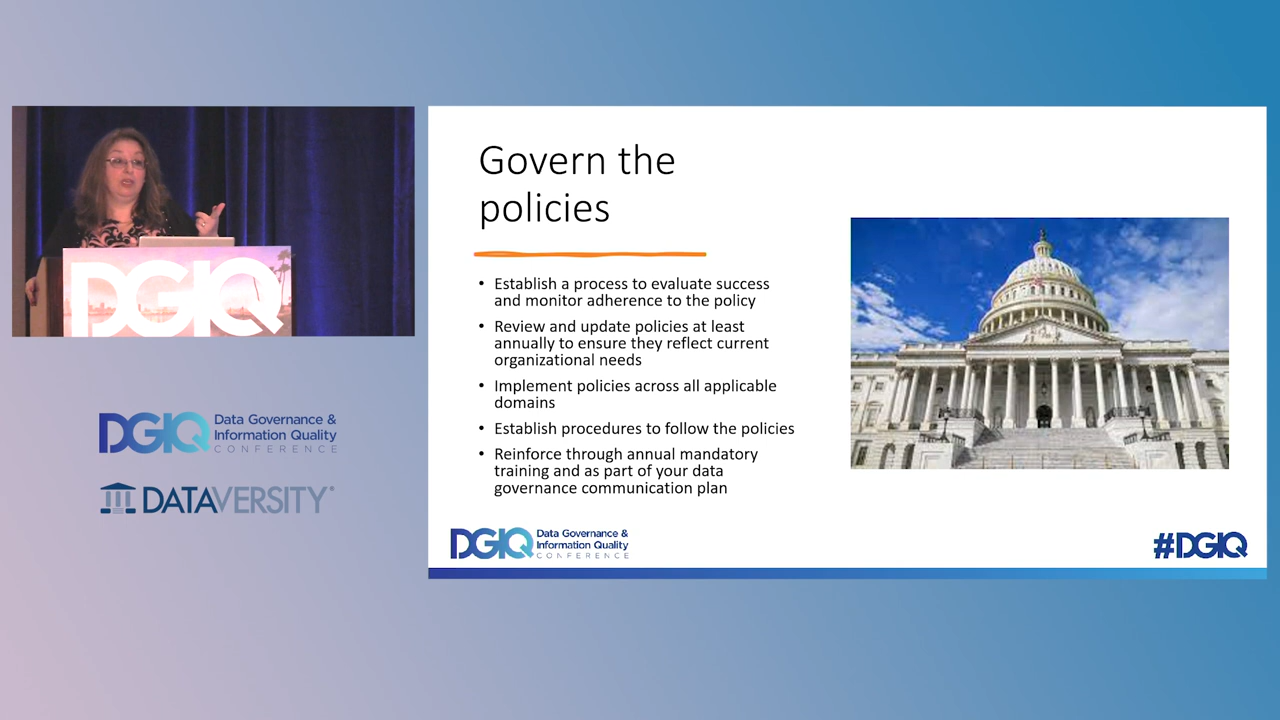 DGIQ
DGIQ Data Governance &
Information Quality
CONFERENCE
DATAVERSITY
Govern the
policies
• Establish a process to evaluate success
and monitor adherence to the policy
• Review and update policies at least
annually to ensure they reflect current
organizational needs
• Implement policies across all applicable
domains
• Establish procedures to follow the policies
• Reinforce through annual mandatory
training and as part of your data
governance communication plan
DGIQ Data Governance &
Information Quality
CONFERENCE
#DGIQ